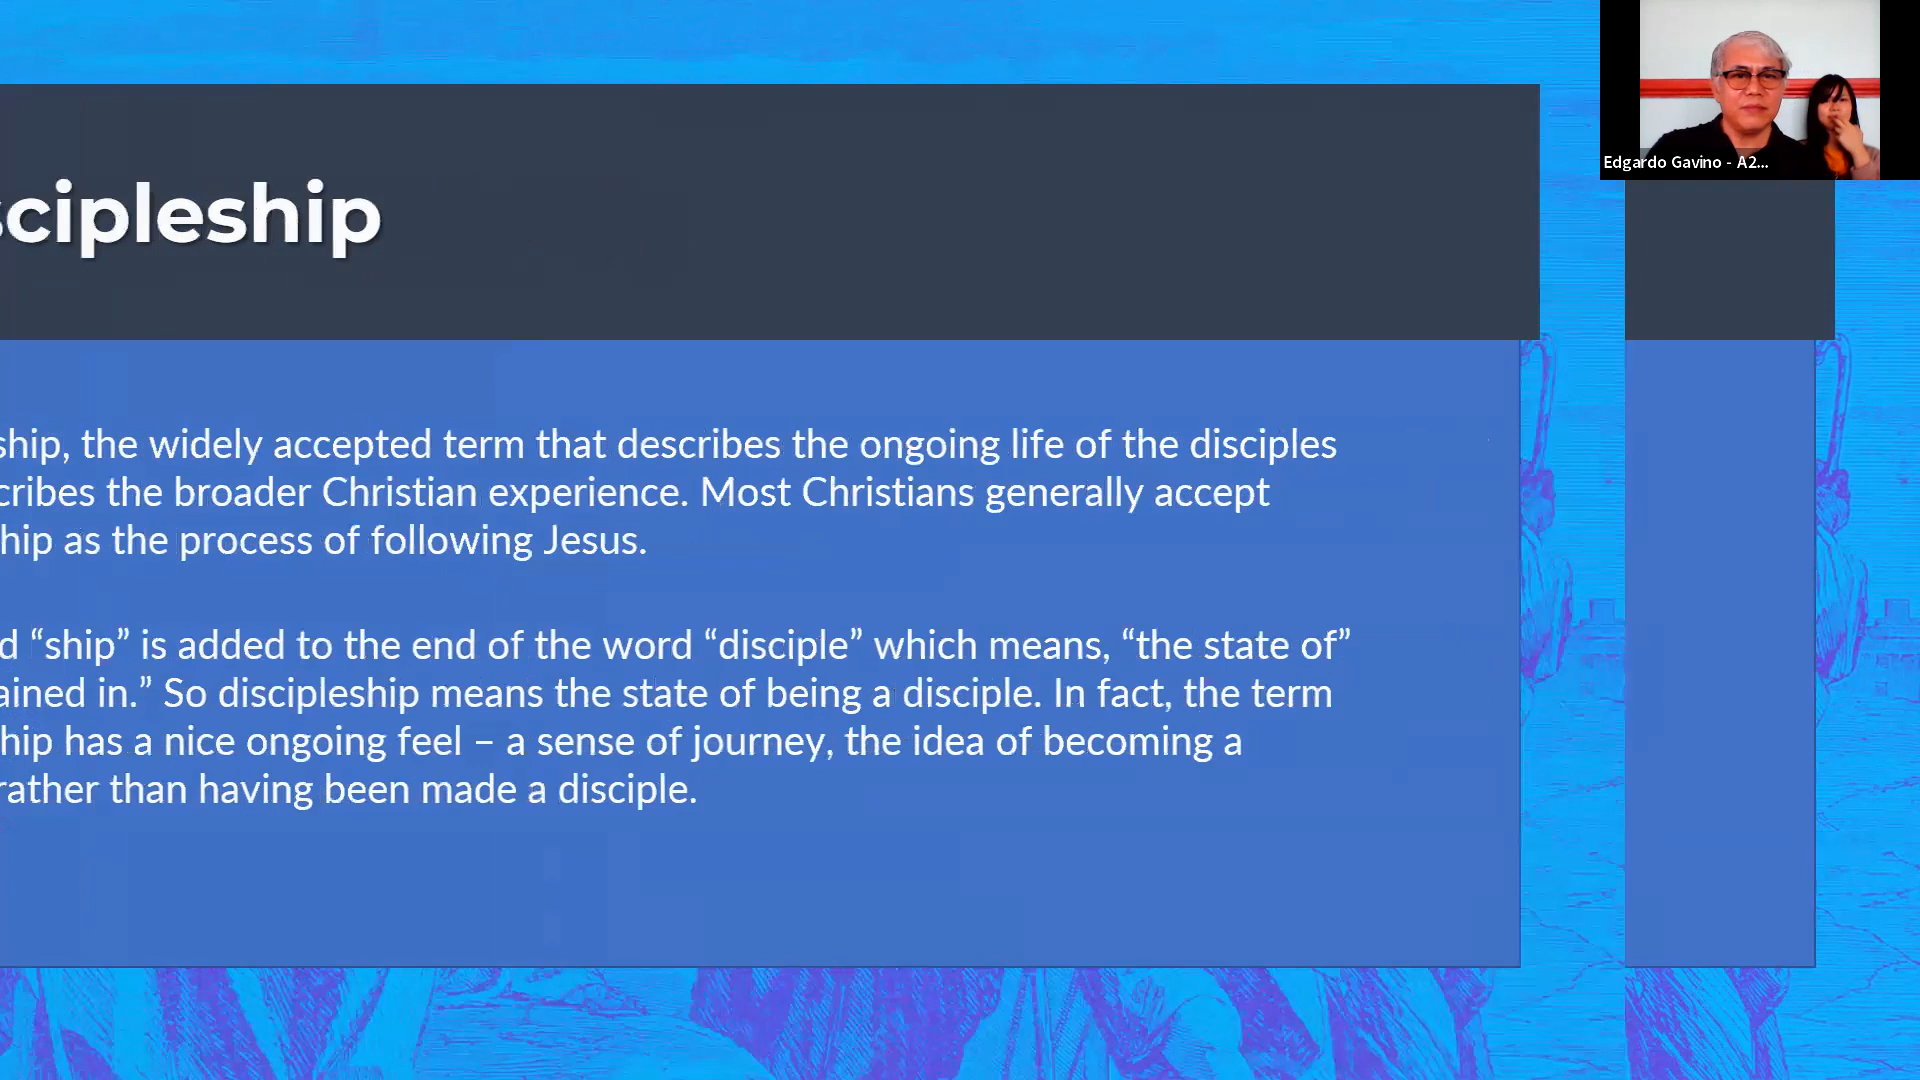 scipleship
Edgardo Gavino - A2...
ship, the widely accepted term that describes the ongoing life of the disciples
cribes the broader Christian experience. Most Christians generally accept
hip as the process of following Jesus.
d “ship” is added to the end of the word “disciple” which means, “the state of”
ained in.” So discipleship means the state of being a disciple. In fact, the term
hip has a nice ongoing feel – a sense of journey, the idea of becoming a
rather than having been made a disciple.